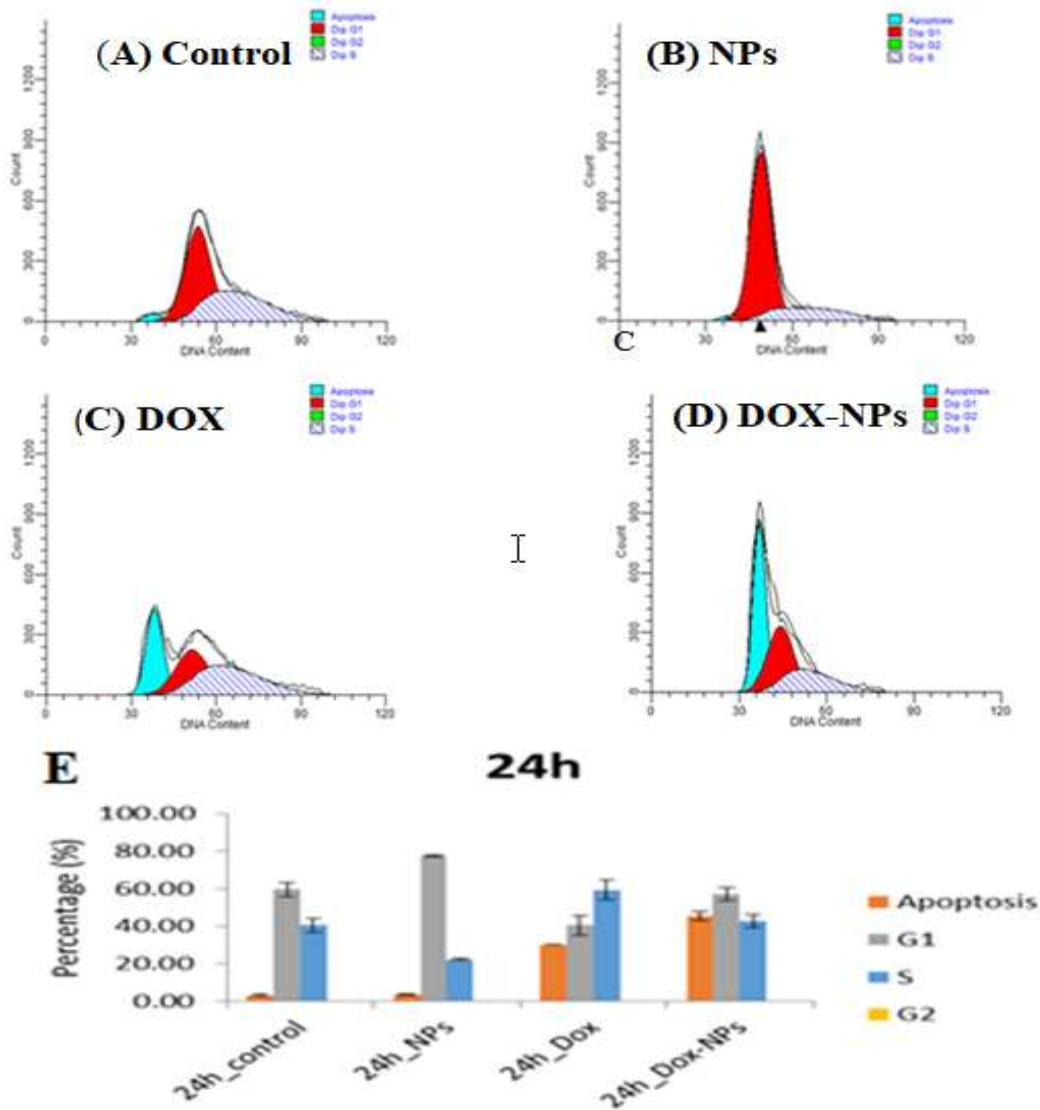 (A) Control
Apoptosis
Dip G1
Dip G2
Dip S
Count
1200
900
600
300
0
0 30 60 90 120
DNA Content
(B) NPs
Apoptosis
Dip G1
Dip G2
Dip S
Count
1200
900
600
300
0
30 60 90 120
DNA Content
C
(C) DOX
Apoptosis
Dip G1
Dip G2
Dip S
Count
1200
900
600
300
0
0 30 60 90 120
DNA Content
(D) DOX-NPs
Apoptosis
Dip G1
Dip G2
Dip S
Count
1200
900
600
300
0
0 30 60 90 120
DNA Content
E
24h
Percentage (%)
100.00
80.00
60.00
40.00
20.00
0.00
24h_control
24h_NPs
24h_Dox
24h_Dox-NPs
Apoptosis
G1
S
G2